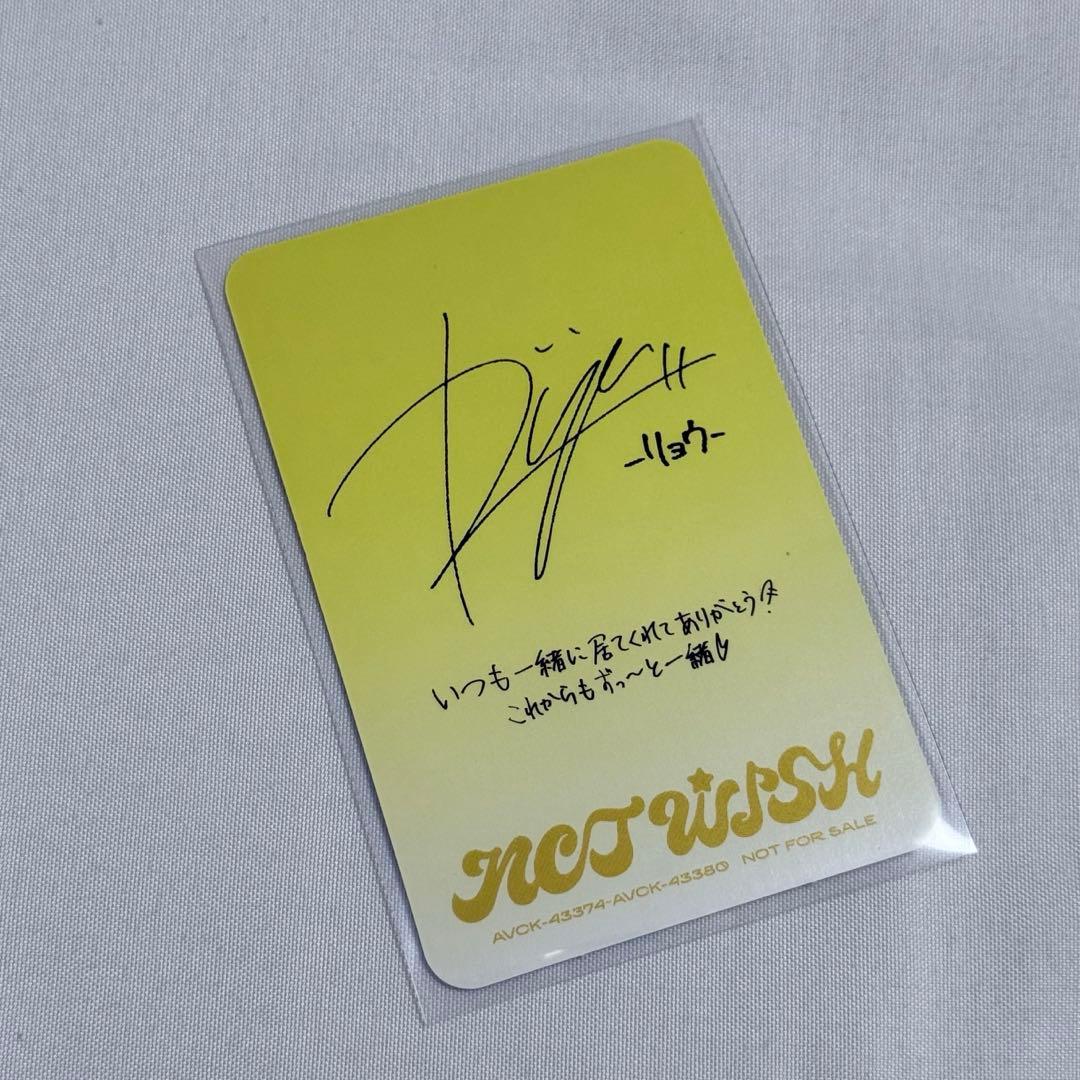 Riku
-リョウ-
いつも一緒に居てくれてありがとう
これからもずっ〜と一緒
NCT WISH
AVCK-43374-AVCK-43380 NOT FOR SALE